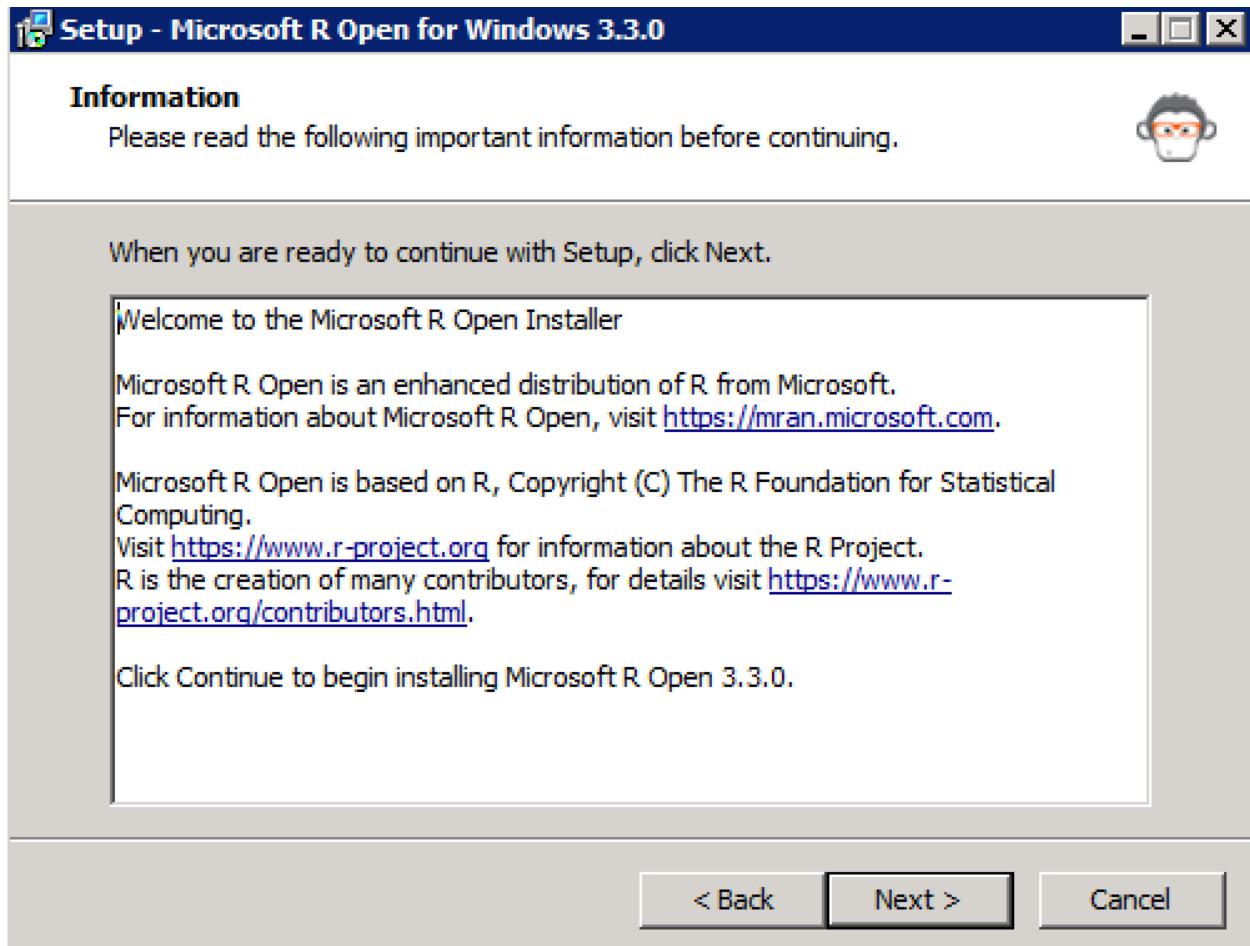 Setup - Microsoft R Open for Windows 3.3.0
Information
Please read the following important information before continuing.
When you are ready to continue with Setup, click Next.
Welcome to the Microsoft R Open Installer
Microsoft R Open is an enhanced distribution of R from Microsoft.
For information about Microsoft R Open, visit https://mran.microsoft.com.
Microsoft R Open is based on R, Copyright (C) The R Foundation for Statistical
Computing.
Visit https://www.r-project.org for information about the R Project.
R is the creation of many contributors, for details visit https://www.r-
project.org/contributors.html.
Click Continue to begin installing Microsoft R Open 3.3.0.
< Back
Next >
Cancel